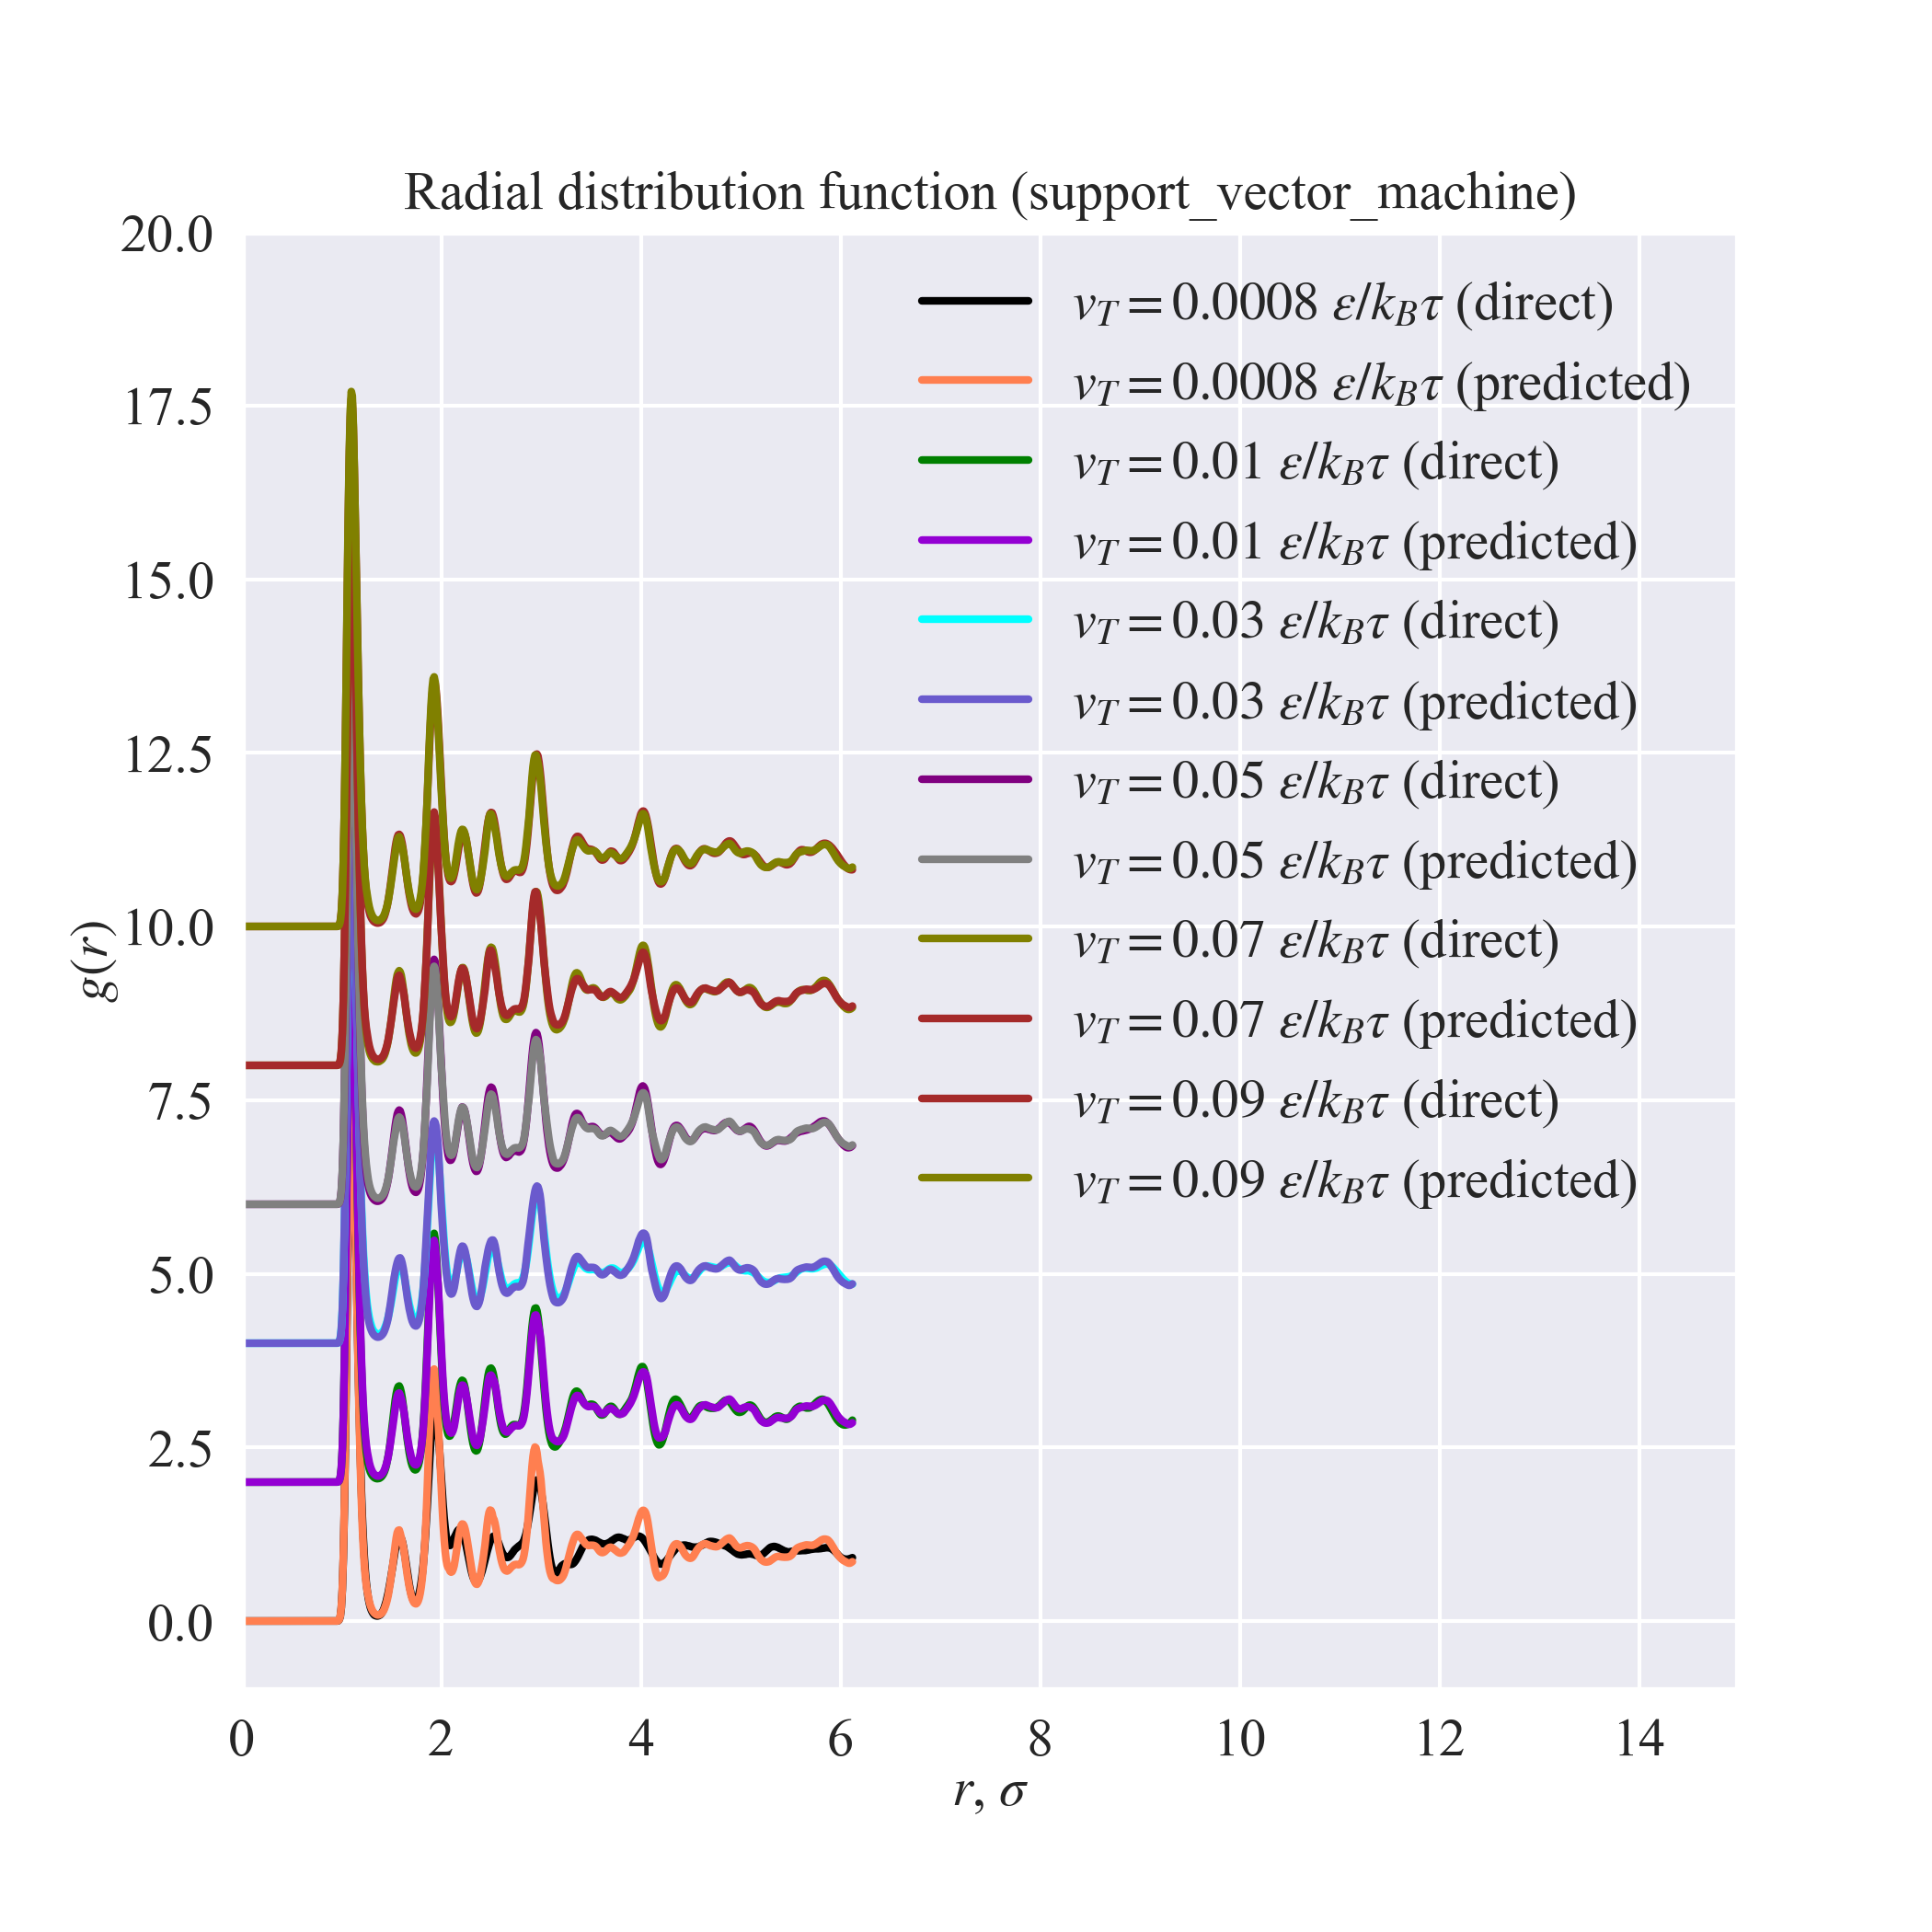 Radial distribution function (support_vector_machine)
20.0
17.5
15.0
12.5
10.0
7.5
5.0
2.5
0.0
g(r)
v_T = 0.0008 ε/k_Bτ (direct)
v_T = 0.0008 ε/k_Bτ (predicted)
v_T = 0.01 ε/k_Bτ (direct)
v_T = 0.01 ε/k_Bτ (predicted)
v_T = 0.03 ε/k_Bτ (direct)
v_T = 0.03 ε/k_Bτ (predicted)
v_T = 0.05 ε/k_Bτ (direct)
v_T = 0.05 ε/k_Bτ (predicted)
v_T = 0.07 ε/k_Bτ (direct)
v_T = 0.07 ε/k_Bτ (predicted)
v_T = 0.09 ε/k_Bτ (direct)
v_T = 0.09 ε/k_Bτ (predicted)
0 2 4 6 8 10 12 14
r, σ